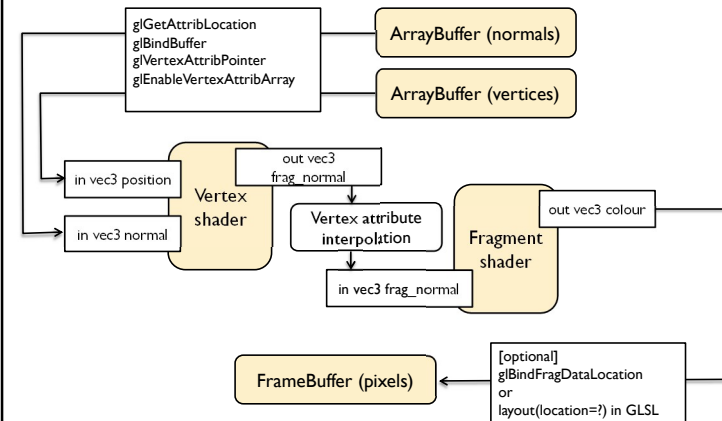 glGetAttribLocation
glBindBuffer
glVertexAttribPointer
glEnableVertexAttribArray
ArrayBuffer (normals)
ArrayBuffer (vertices)
in vec3 position
in vec3 normal
Vertex
shader
out vec3
frag_normal
Vertex attribute
interpolation
in vec3 frag_normal
Fragment
shader
out vec3 colour
FrameBuffer (pixels)
[optional]
glBindFragDataLocation
or
layout(location=?) in GLSL